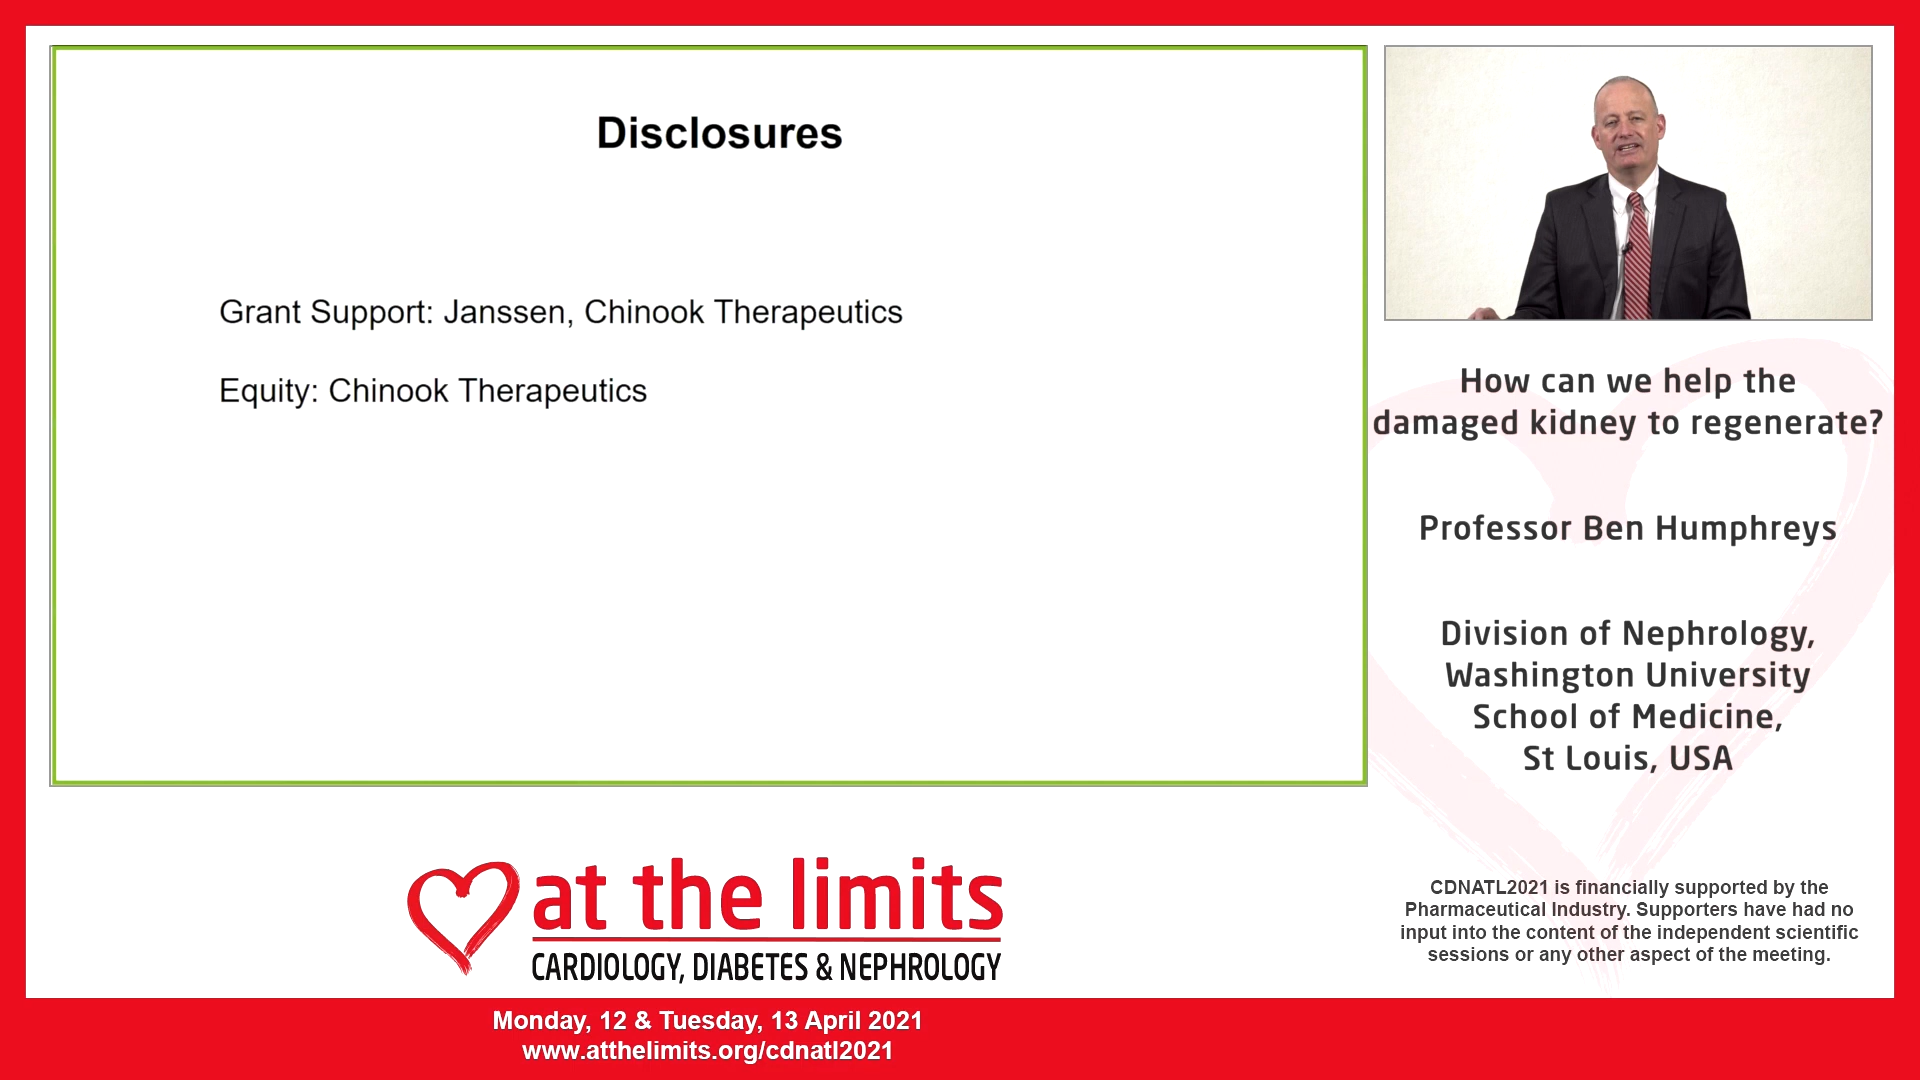 Disclosures
Grant Support: Janssen, Chinook Therapeutics
Equity: Chinook Therapeutics
How can we help the
damaged kidney to regenerate?
Professor Ben Humphreys
Division of Nephrology,
Washington University
School of Medicine,
St Louis, USA
at the limits
CARDIOLOGY, DIABETES & NEPHROLOGY
CDNATL2021 is financially supported by the
Pharmaceutical Industry. Supporters have had no
input into the content of the independent scientific
sessions or any other aspect of the meeting.
Monday, 12 & Tuesday, 13 April 2021
www.atthelimits.org/cdnatl2021